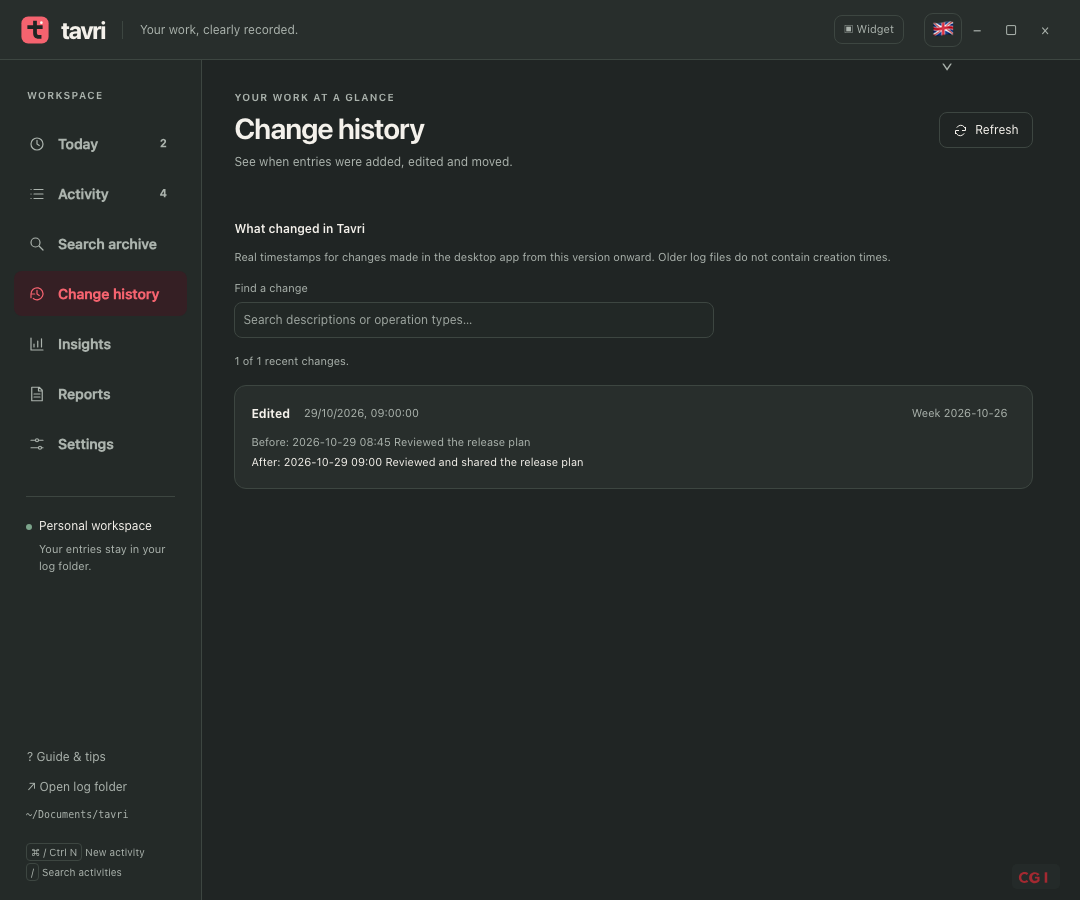 tavri
Your work, clearly recorded.
Widget
WORKSPACE
Today 2
Activity 4
Search archive
Change history
Insights
Reports
Settings
Personal workspace
Your entries stay in your
log folder.
? Guide & tips
↗ Open log folder
~/Documents/tavri
⌘ / Ctrl N New activity
/ Search activities
YOUR WORK AT A GLANCE
Change history
See when entries were added, edited and moved.
Refresh
What changed in Tavri
Real timestamps for changes made in the desktop app from this version onward. Older log files do not contain creation times.
Find a change
Search descriptions or operation types...
1 of 1 recent changes.
Edited 29/10/2026, 09:00:00 Week 2026-10-26
Before: 2026-10-29 08:45 Reviewed the release plan
After: 2026-10-29 09:00 Reviewed and shared the release plan
CGI